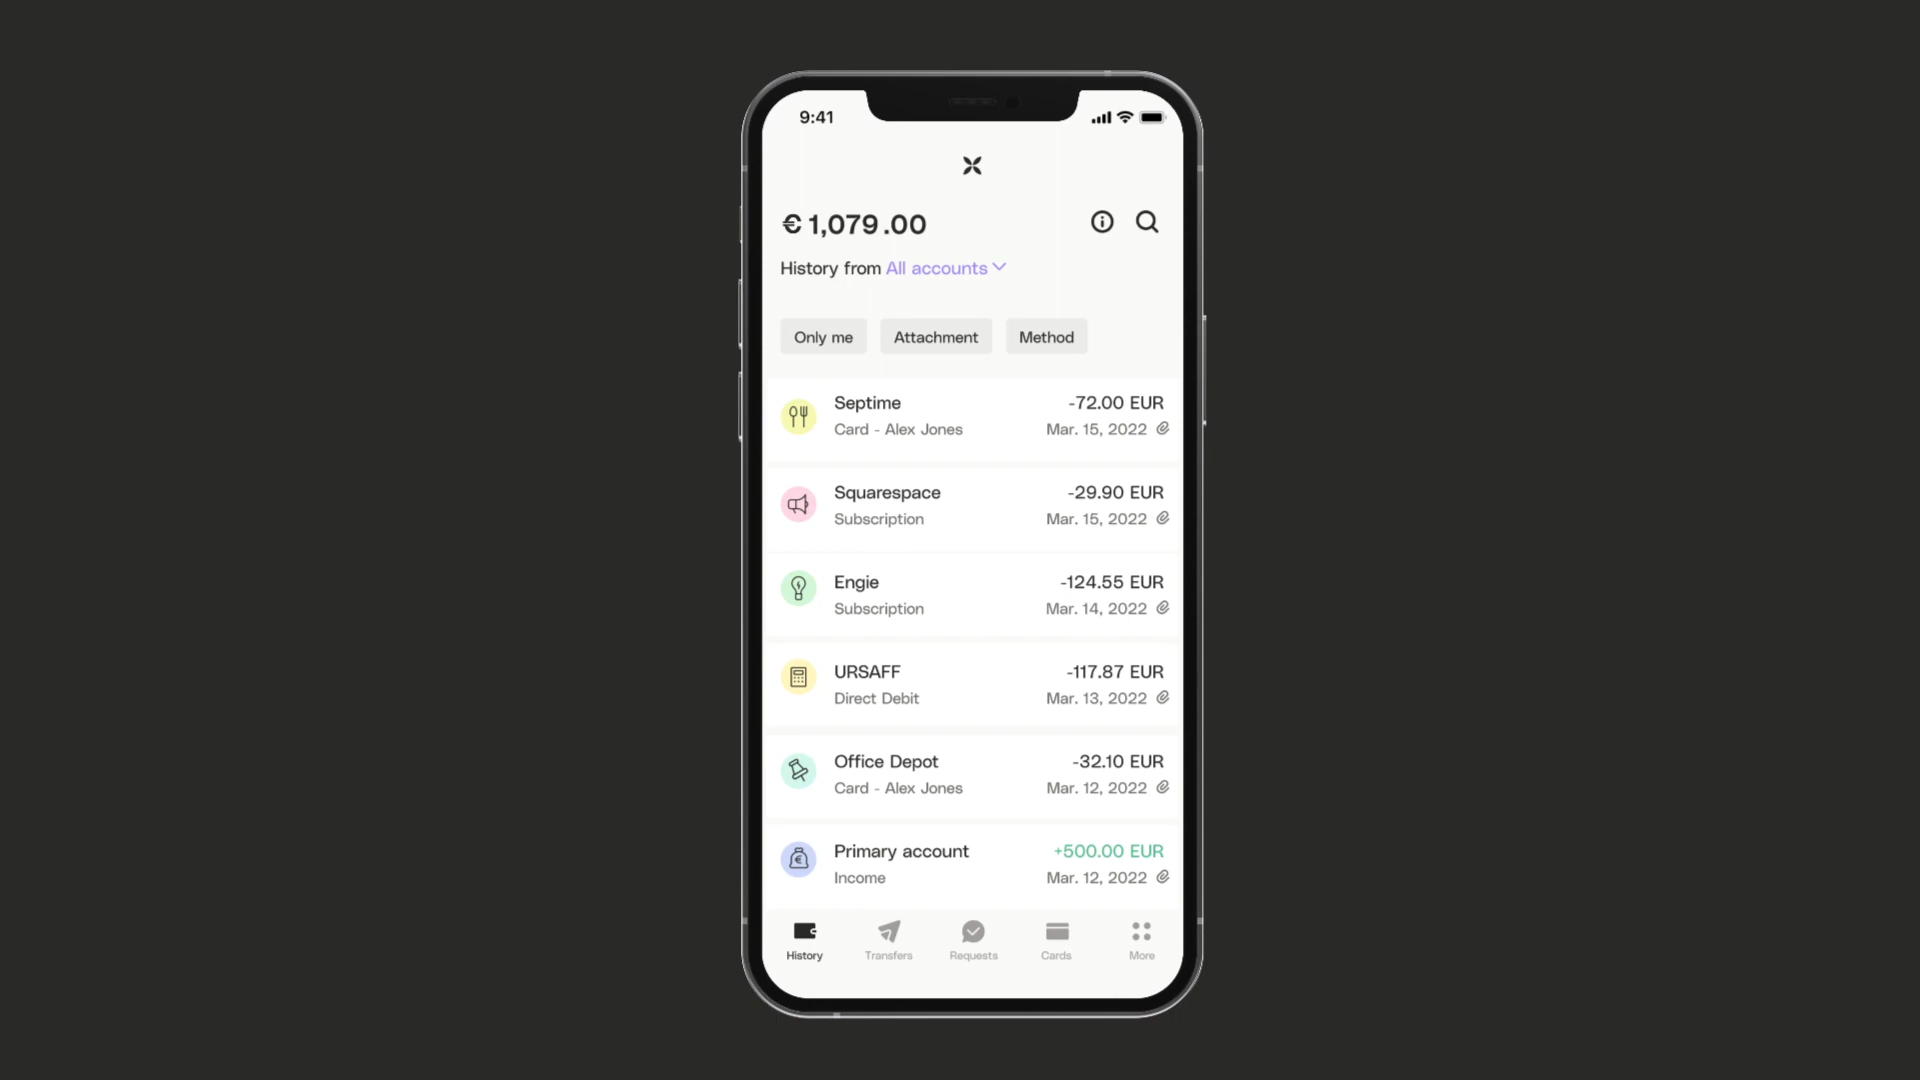 9:41
€ 1,079.00
History from All accounts
Only me Attachment Method
Septime -72.00 EUR
Card - Alex Jones Mar. 15, 2022
Squarespace -29.90 EUR
Subscription Mar. 15, 2022
Engie -124.55 EUR
Subscription Mar. 14, 2022
URSAFF -117.87 EUR
Direct Debit Mar. 13, 2022
Office Depot -32.10 EUR
Card - Alex Jones Mar. 12, 2022
Primary account +500.00 EUR
Income Mar. 12, 2022
History Transfers Requests Cards More